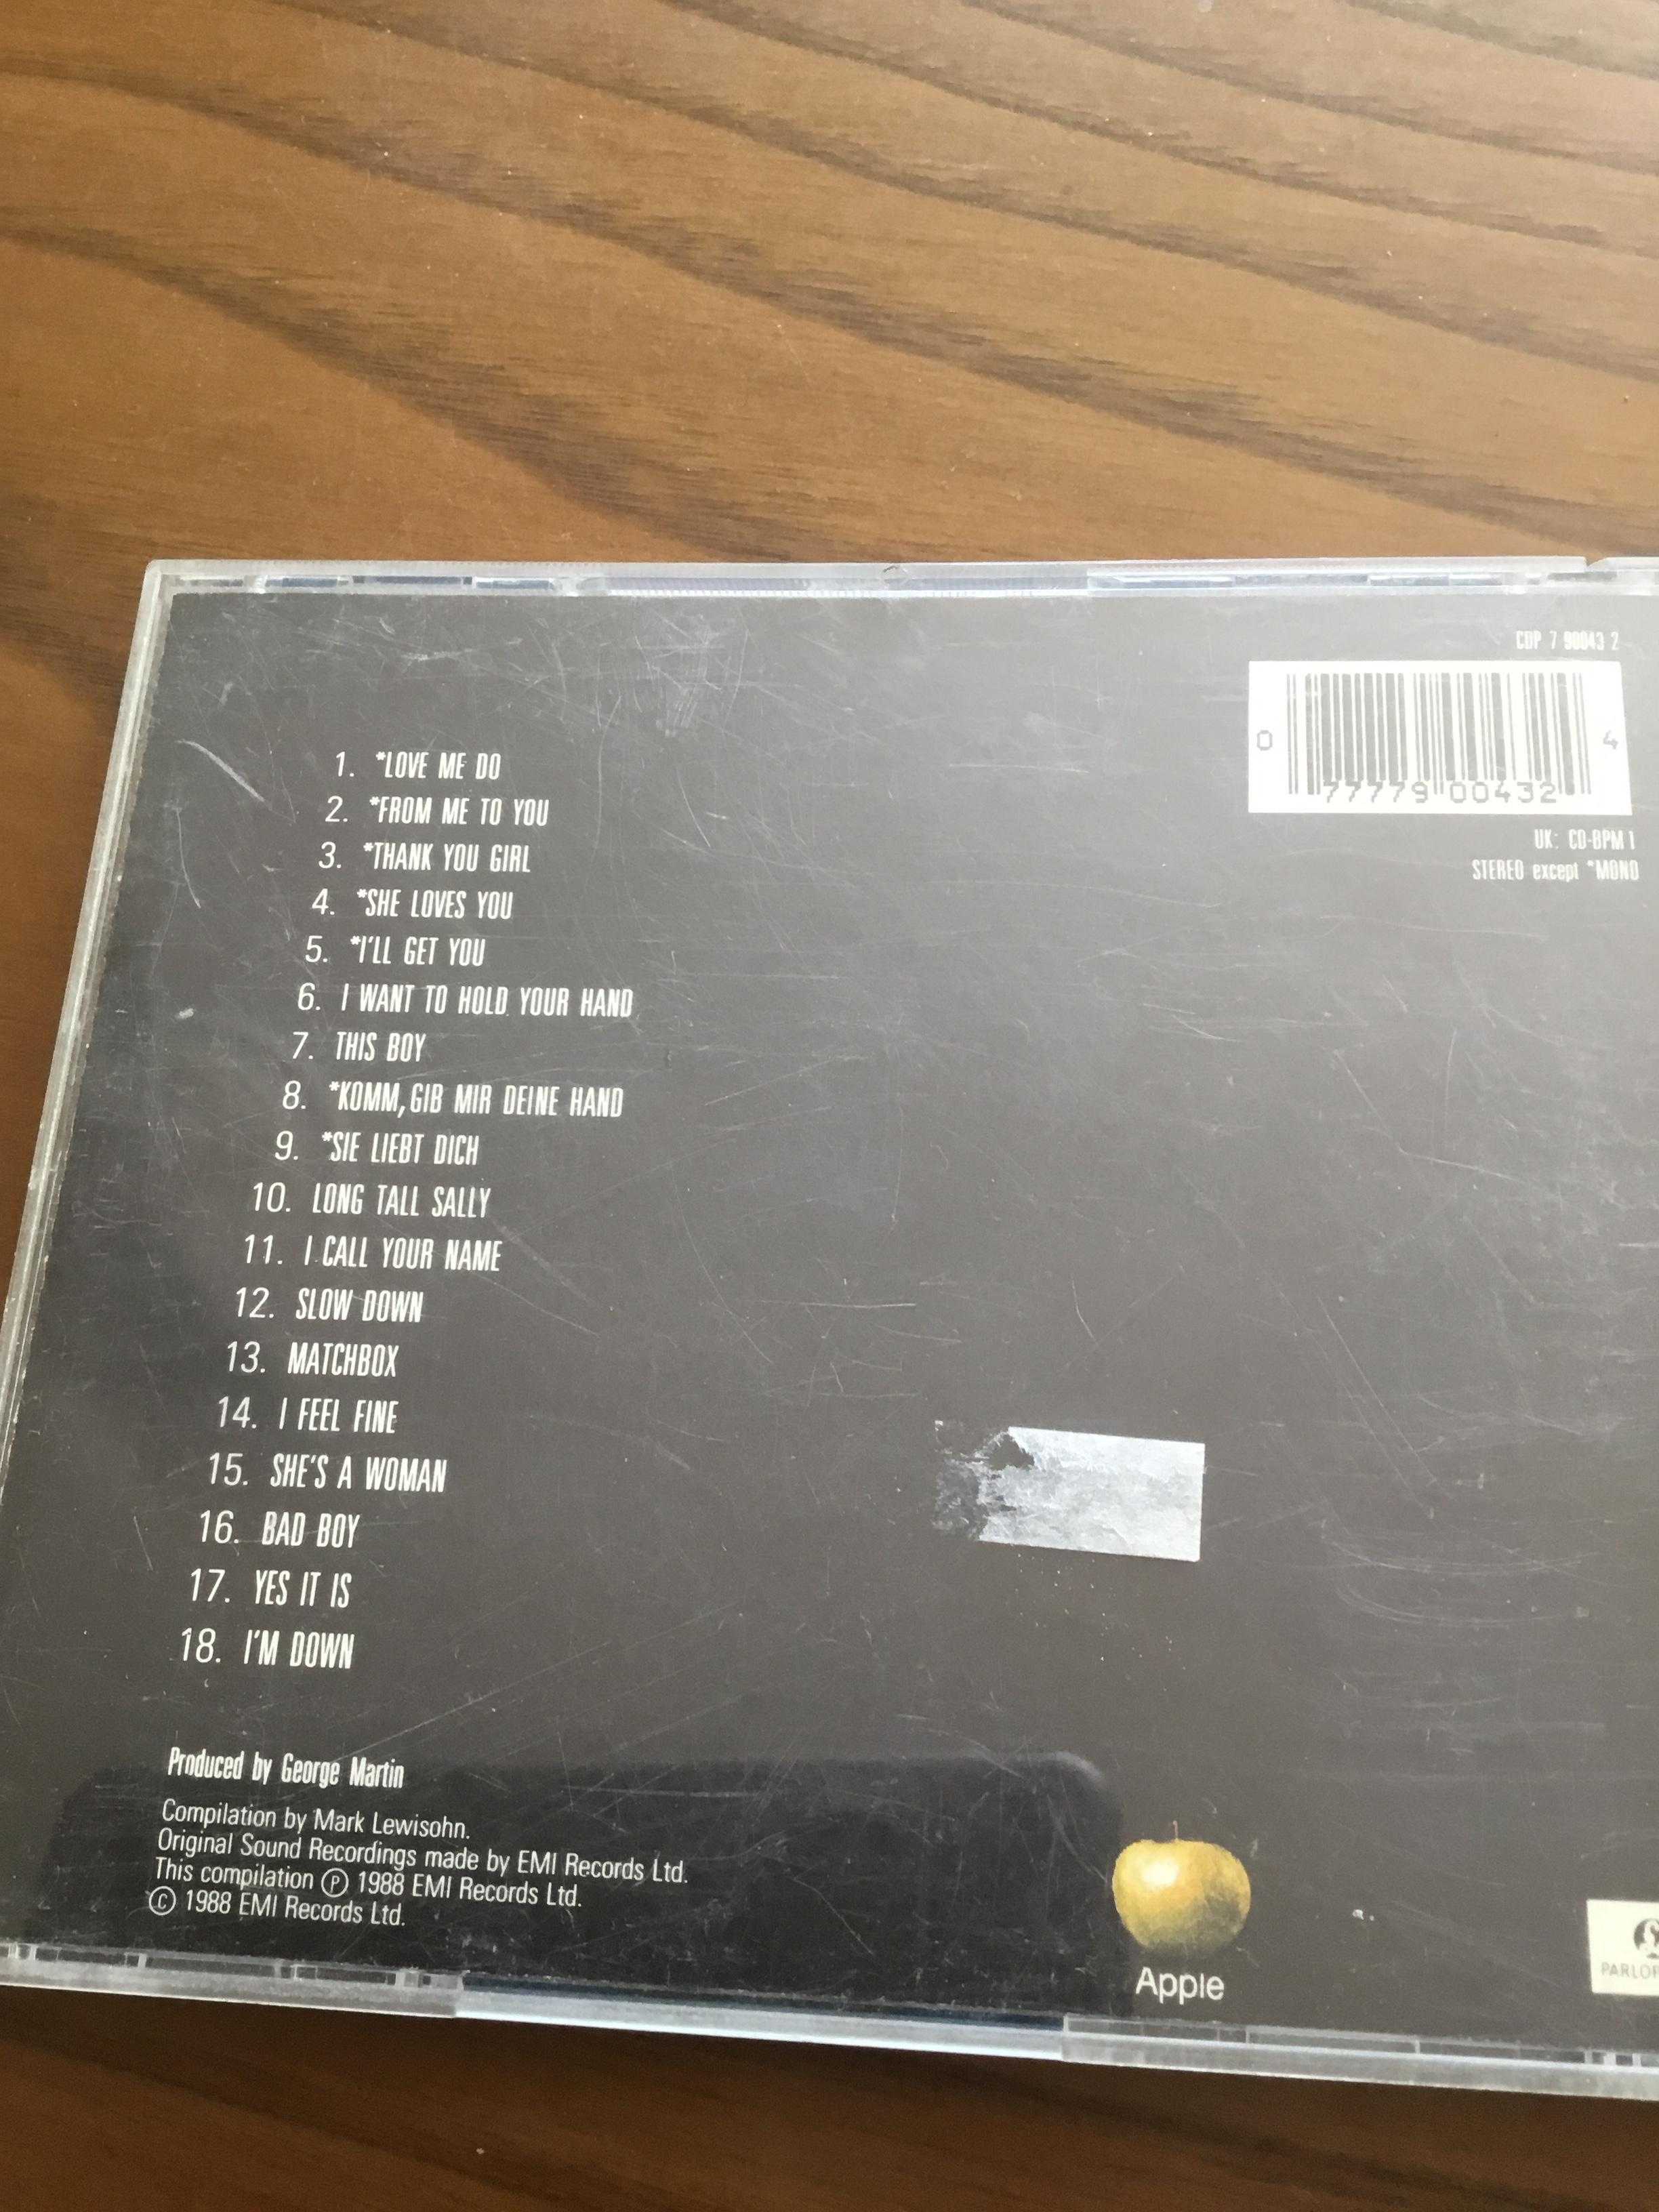 CDP 7 90043 2
0 77779 00432 4
UK: CD-BPM 1
STEREO except *MONO
1. *LOVE ME DO
2. *FROM ME TO YOU
3. *THANK YOU GIRL
4. *SHE LOVES YOU
5. *I'LL GET YOU
6. I WANT TO HOLD YOUR HAND
7. THIS BOY
8. *KOMM, GIB MIR DEINE HAND
9. *SIE LIEBT DICH
10. LONG TALL SALLY
11. I CALL YOUR NAME
12. SLOW DOWN
13. MATCHBOX
14. I FEEL FINE
15. SHE'S A WOMAN
16. BAD BOY
17. YES IT IS
18. I'M DOWN
Produced by George Martin
Compilation by Mark Lewisohn.
Original Sound Recordings made by EMI Records Ltd.
This compilation ℗ 1988 EMI Records Ltd.
© 1988 EMI Records Ltd.
Apple
£